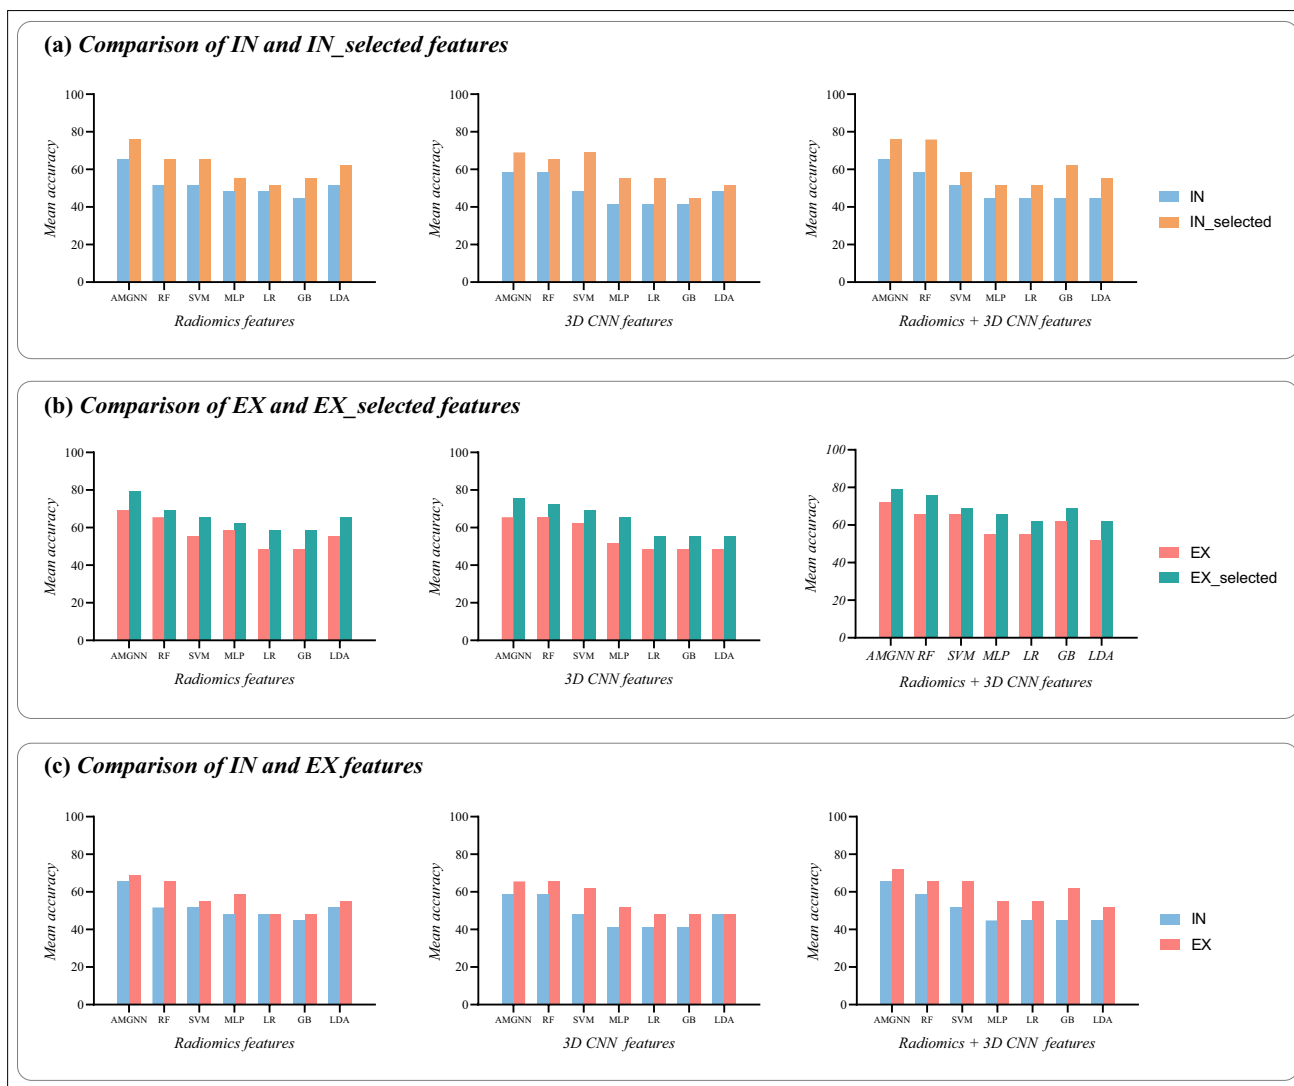 (a) Comparison of IN and IN_selected features
100
80
60
40
20
0
Mean accuracy
AMGNN RF SVM MLP LR GB LDA
Radiomics features
100
80
60
40
20
0
Mean accuracy
AMGNN RF SVM MLP LR GB LDA
3D CNN features
100
80
60
40
20
0
Mean accuracy
AMGNN RF SVM MLP LR GB LDA
Radiomics + 3D CNN features
IN
IN_selected
(b) Comparison of EX and EX_selected features
100
80
60
40
20
0
Mean accuracy
AMGNN RF SVM MLP LR GB LDA
Radiomics features
100
80
60
40
20
0
Mean accuracy
AMGNN RF SVM MLP LR GB LDA
3D CNN features
100
80
60
40
20
0
Mean accuracy
AMGNN RF SVM MLP LR GB LDA
Radiomics + 3D CNN features
EX
EX_selected
(c) Comparison of IN and EX features
100
80
60
40
20
0
Mean accuracy
AMGNN RF SVM MLP LR GB LDA
Radiomics features
100
80
60
40
20
0
Mean accuracy
AMGNN RF SVM MLP LR GB LDA
3D CNN features
100
80
60
40
20
0
Mean accuracy
AMGNN RF SVM MLP LR GB LDA
Radiomics + 3D CNN features
IN
EX